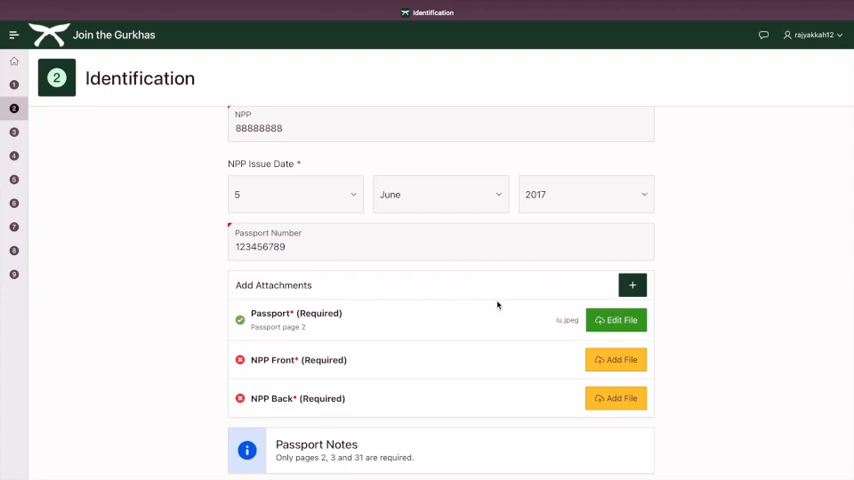 Identification
Join the Gurkhas
rajyakkah12
2 Identification
1
2
3
4
5
6
7
8
9
NPP
88888888
NPP Issue Date *
5 June 2017
Passport Number
123456789
Add Attachments +
Passport* (Required)
Passport page 2
iu.jpeg Edit File
NPP Front* (Required) Add File
NPP Back* (Required) Add File
Passport Notes
Only pages 2, 3 and 31 are required.